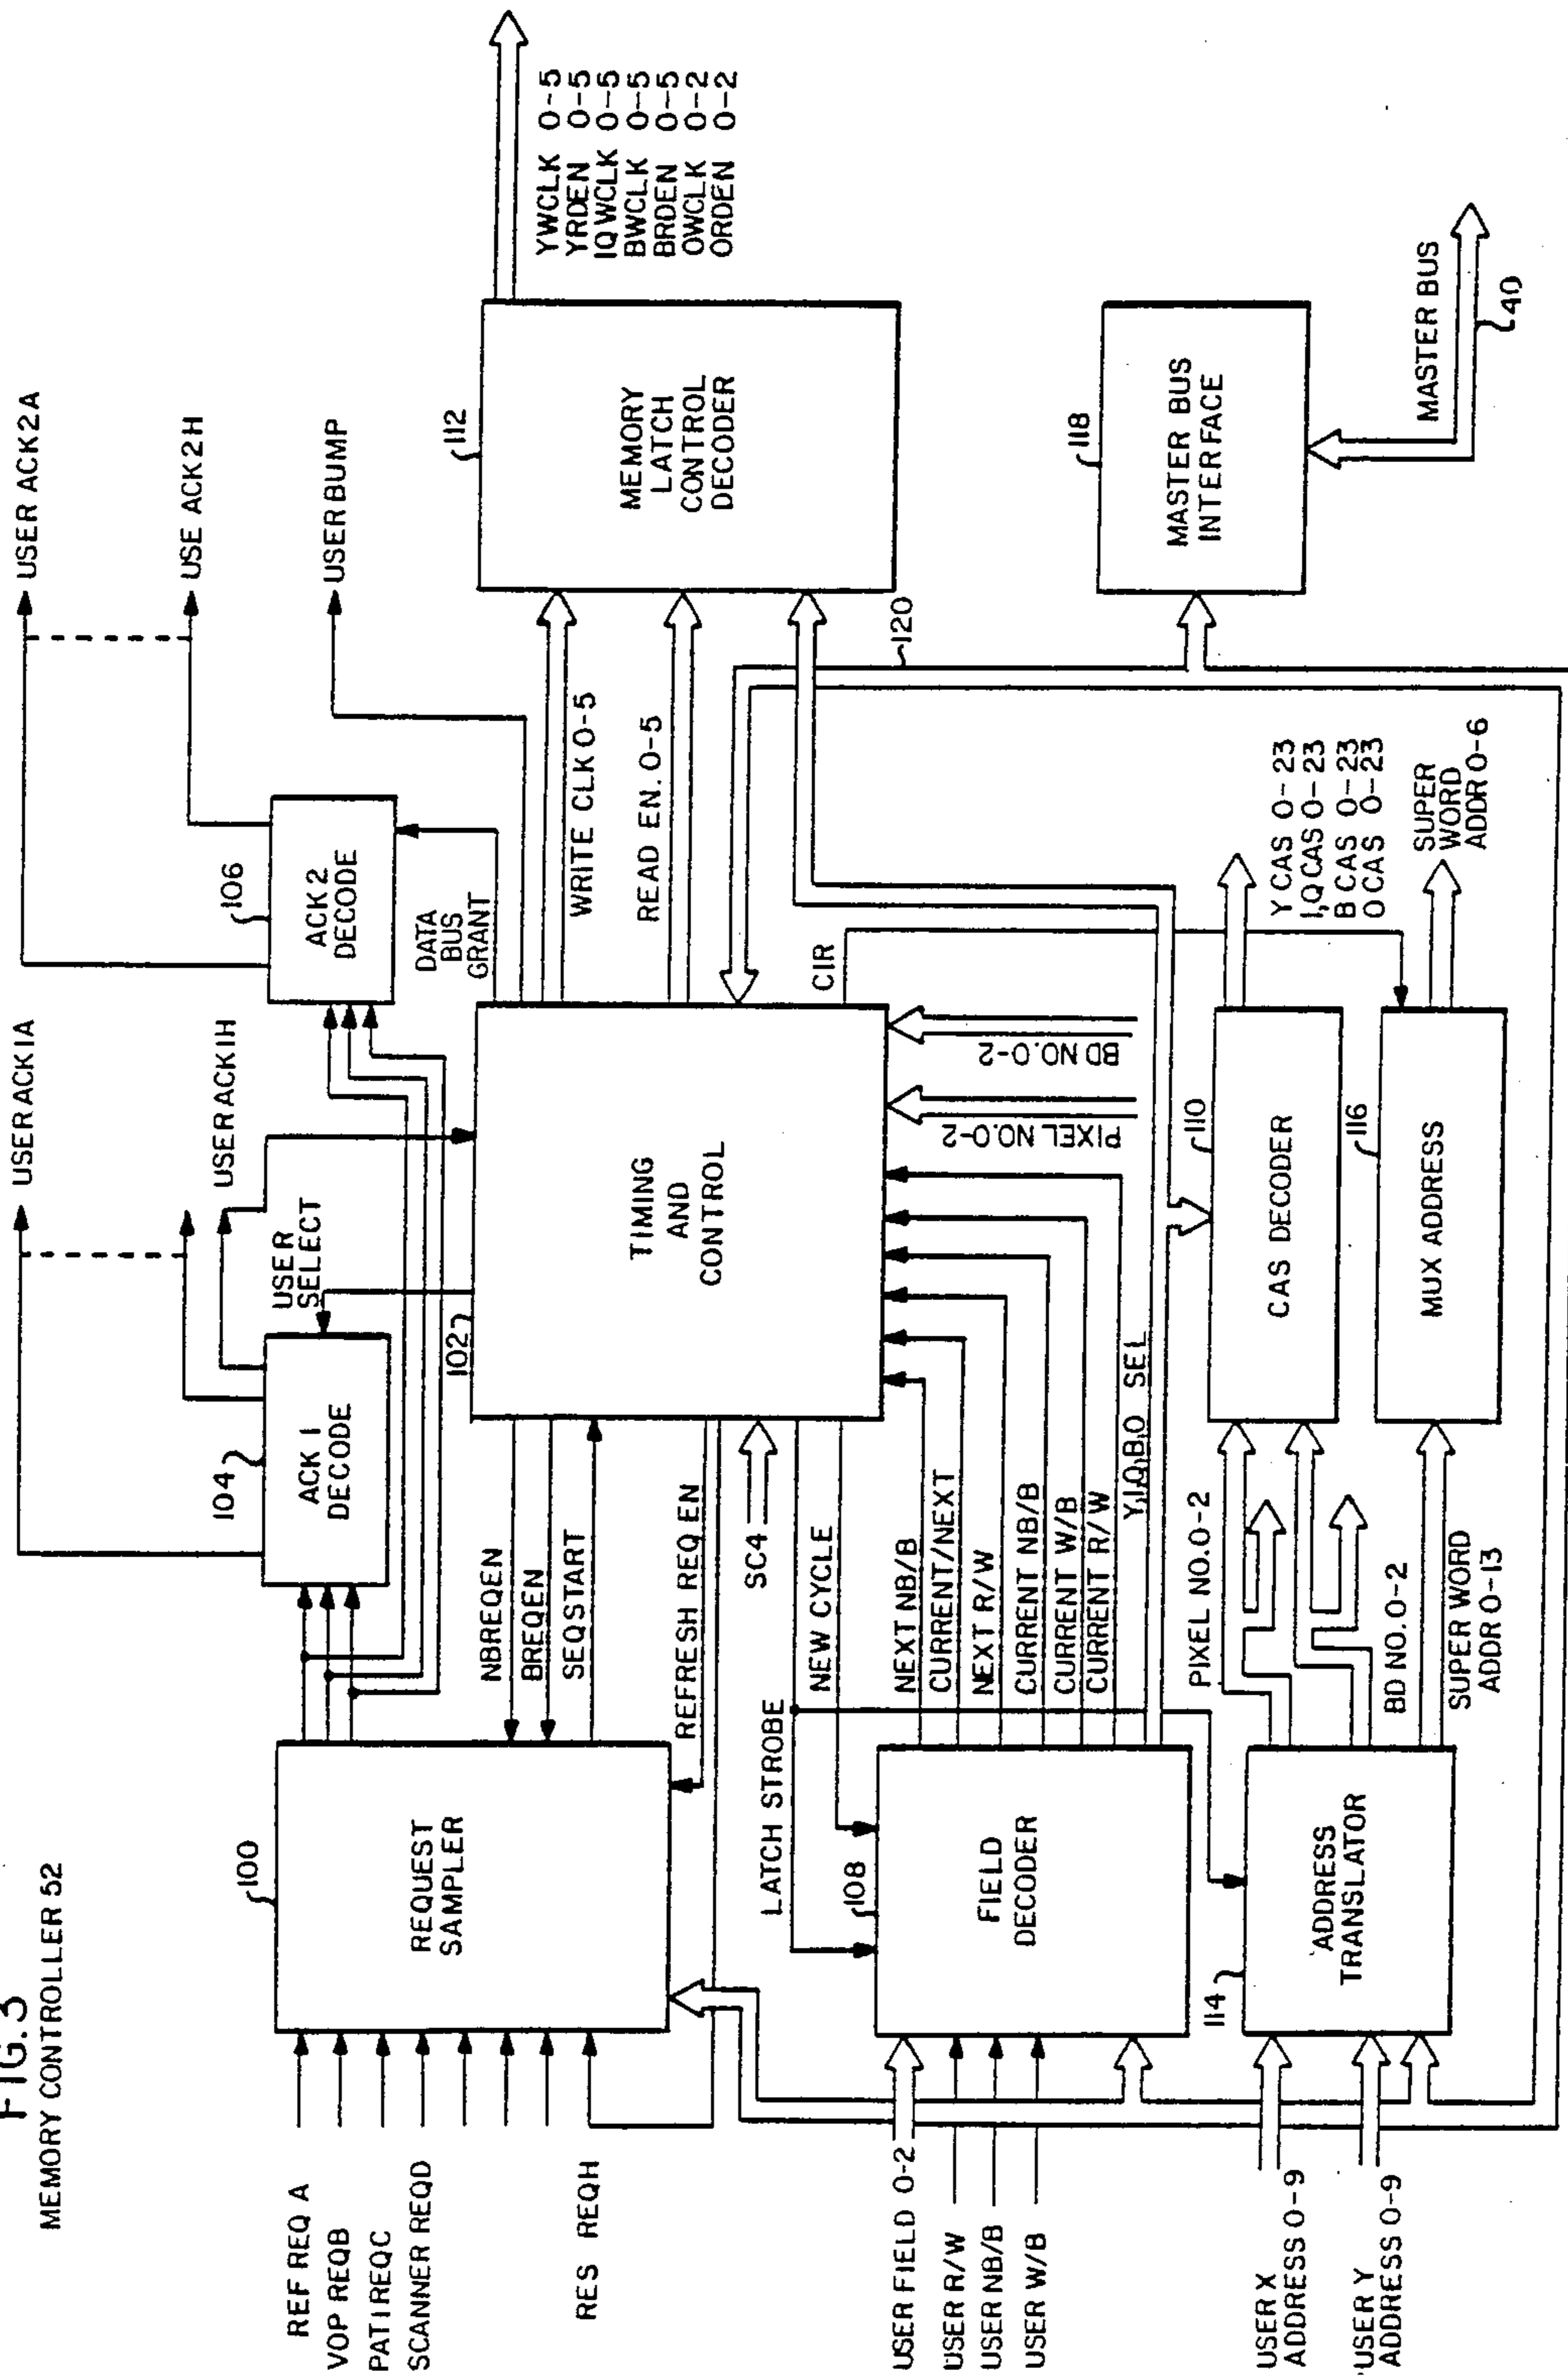 FIG. 3
MEMORY CONTROLLER 52
REF REQ A
VOP REQB
PATIREQC
SCANNER REQD
RES REQH
USER FIELD 0-2
USER R/W
USER NB/B
USER W/B
USER X
ADDRESS 0-9
USER Y
ADDRESS 0-9
100
REQUEST
SAMPLER
LATCH STROBE
108
FIELD
DECODER
114
ADDRESS
TRANSLATOR
104
ACK 1
DECODE
USER ACK1A
USERACK1H
USER
SELECT
NBREQEN
BREQEN
SEQSTART
REFRESH REQ EN
SC4
NEW CYCLE
NEXT NB/B
CURRENT/NEXT
NEXT R/W
CURRENT NB/B
CURRENT W/B
CURRENT R/W
Y,IQ,B,O SEL
PIXEL NO.0-2
BD NO.0-2
SUPER WORD
ADDR 0-13
102
TIMING
AND
CONTROL
PIXEL NO.0-2
BD NO.0-2
110
CAS DECODER
116
MUX ADDRESS
106
ACK 2
DECODE
DATA
BUS
GRANT
USER ACK2A
USE ACK2H
USER BUMP
WRITE CLK 0-5
READ EN. 0-5
CIR
120
Y CAS 0-23
I,Q CAS 0-23
B CAS 0-23
O CAS 0-23
SUPER
WORD
ADDR 0-6
112
MEMORY
LATCH
CONTROL
DECODER
YWCLK 0-5
YRDEN 0-5
IQWCLK 0-5
BWCLK 0-5
BRDEN 0-5
OWCLK 0-2
ORDEN 0-2
118
MASTER BUS
INTERFACE
MASTER BUS
40